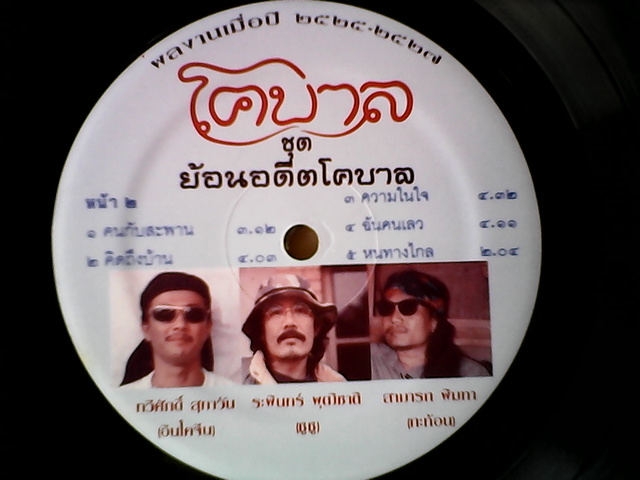 ผลงานเมื่อปี ๒๕๒๕-๒๕๒๗
โคบาล
ชุด
ย้อนอดีตโคบาล
หน้า ๒
๑ คนกับสะพาน ๓.๑๒
๒ คิดถึงบ้าน ๔.๐๓
๓ ความในใจ ๔.๓๒
๔ ฉันคนเลว ๔.๑๑
๕ หนทางไกล ๒.๐๔
ทวีศักดิ์ สุภาวัน
(อินโดจีน)
ระพินทร์ พุฒิชาติ
(ซูซู)
สามารถ พิมทา
(กะท้อน)